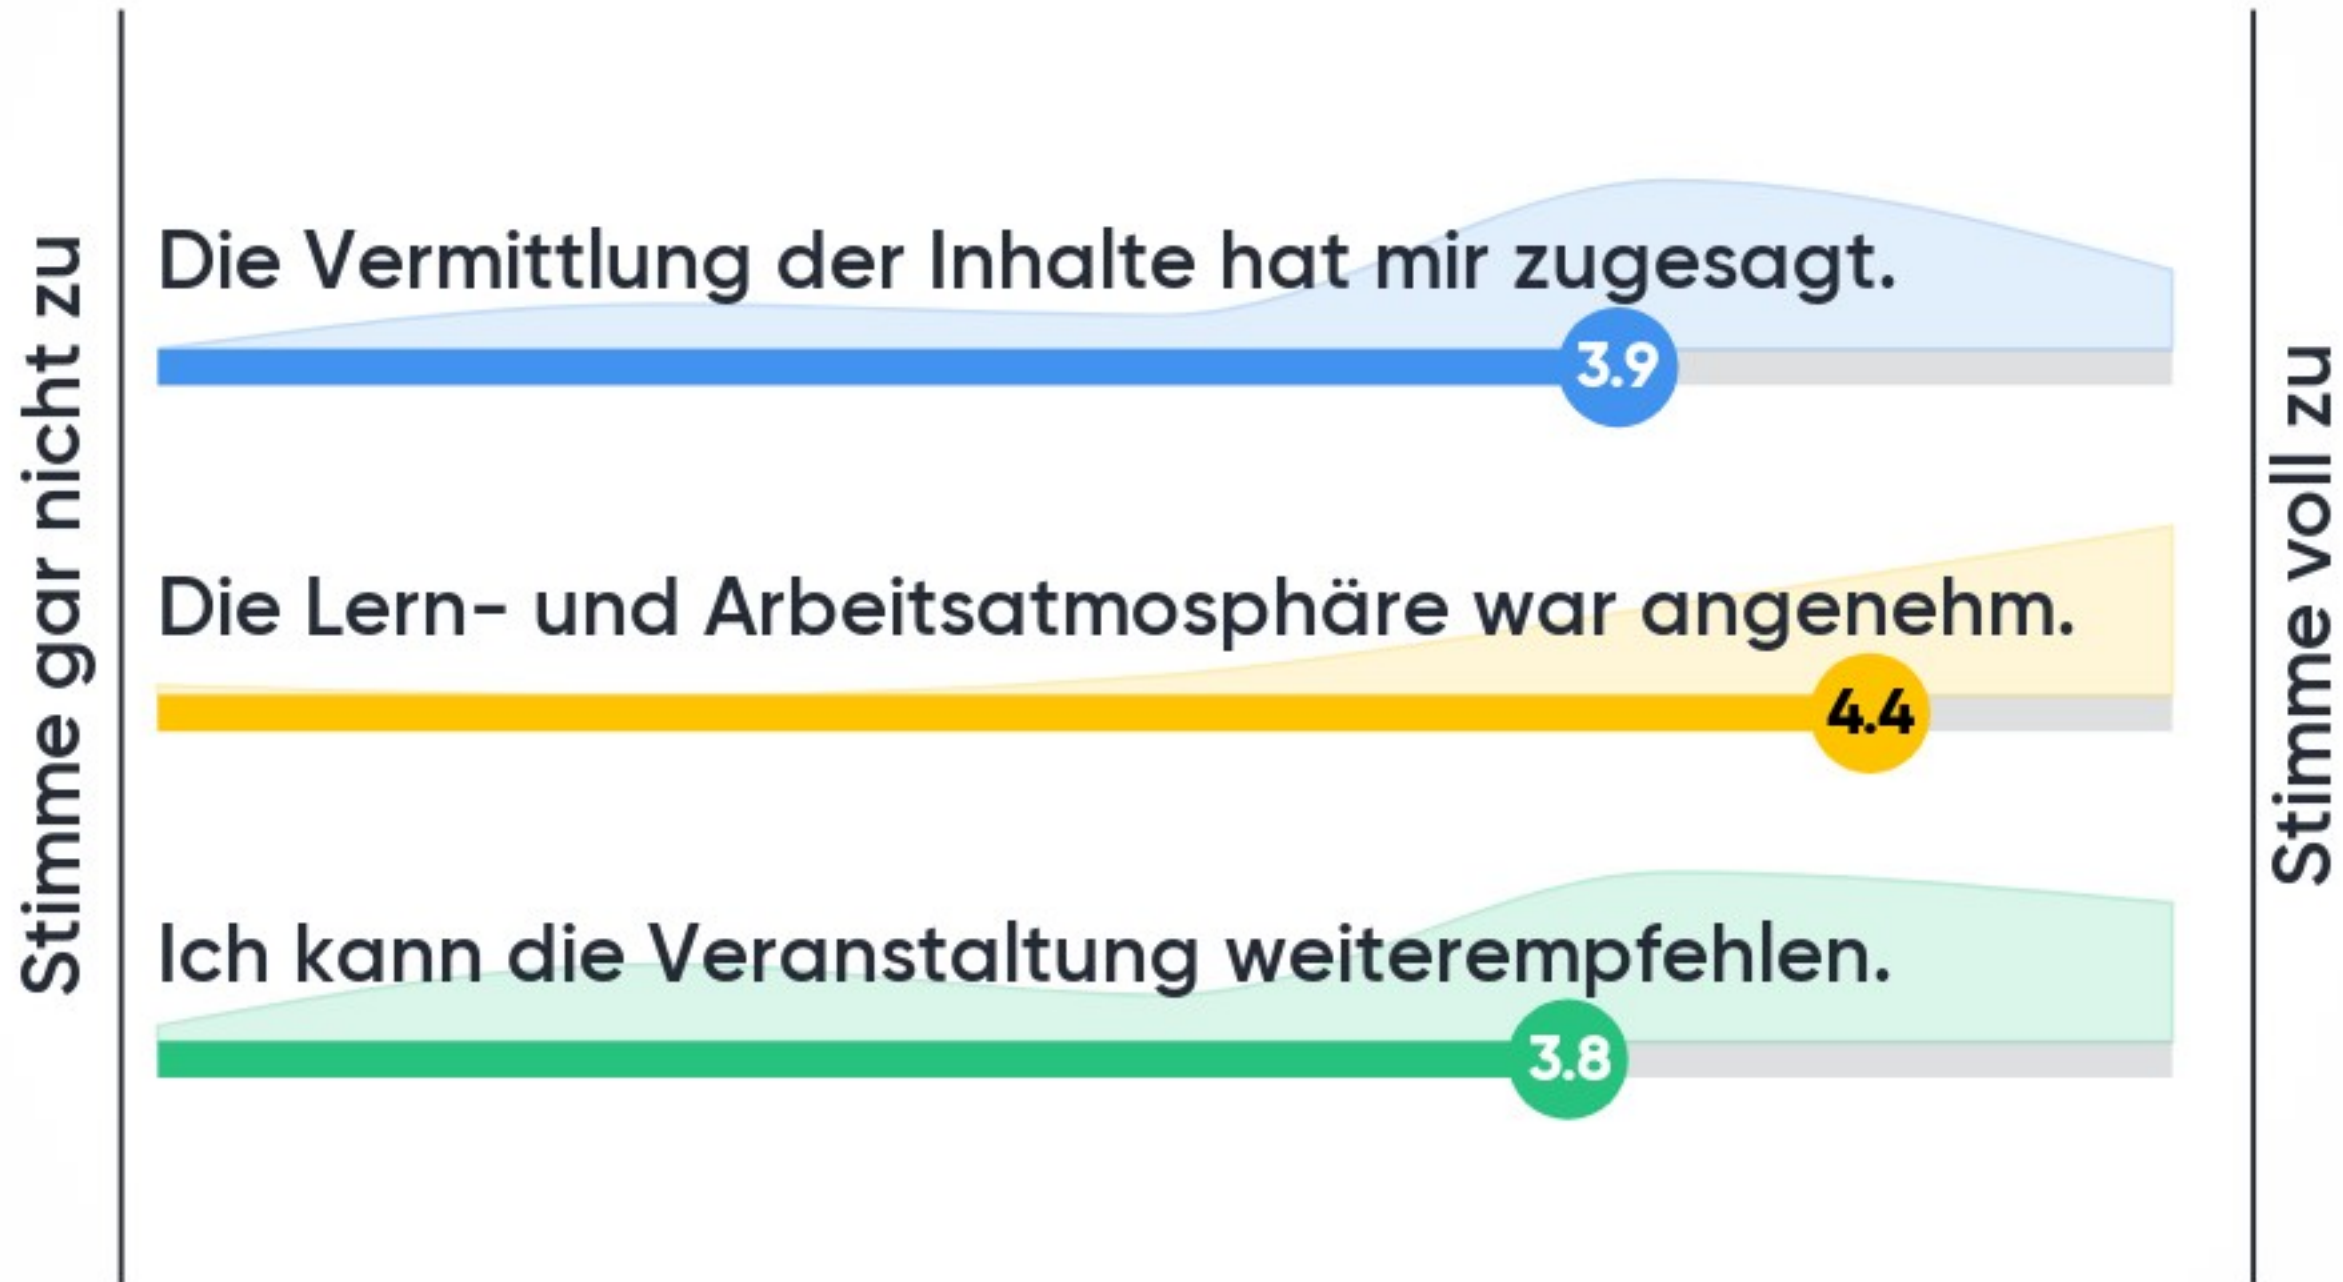 Stimme gar nicht zu
Die Vermittlung der Inhalte hat mir zugesagt.
3.9
Die Lern- und Arbeitsatmosphäre war angenehm.
4.4
Ich kann die Veranstaltung weiterempfehlen.
3.8
Stimme voll zu